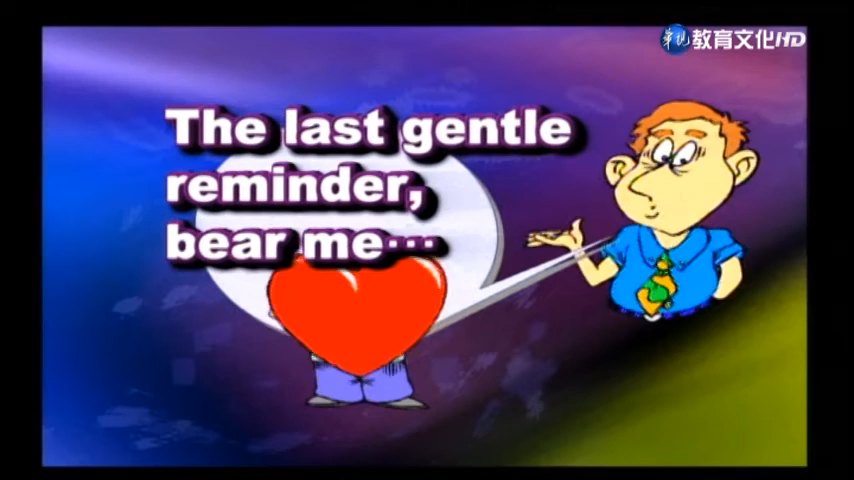 華視 教育文化HD
The last gentle
reminder,
bear me…